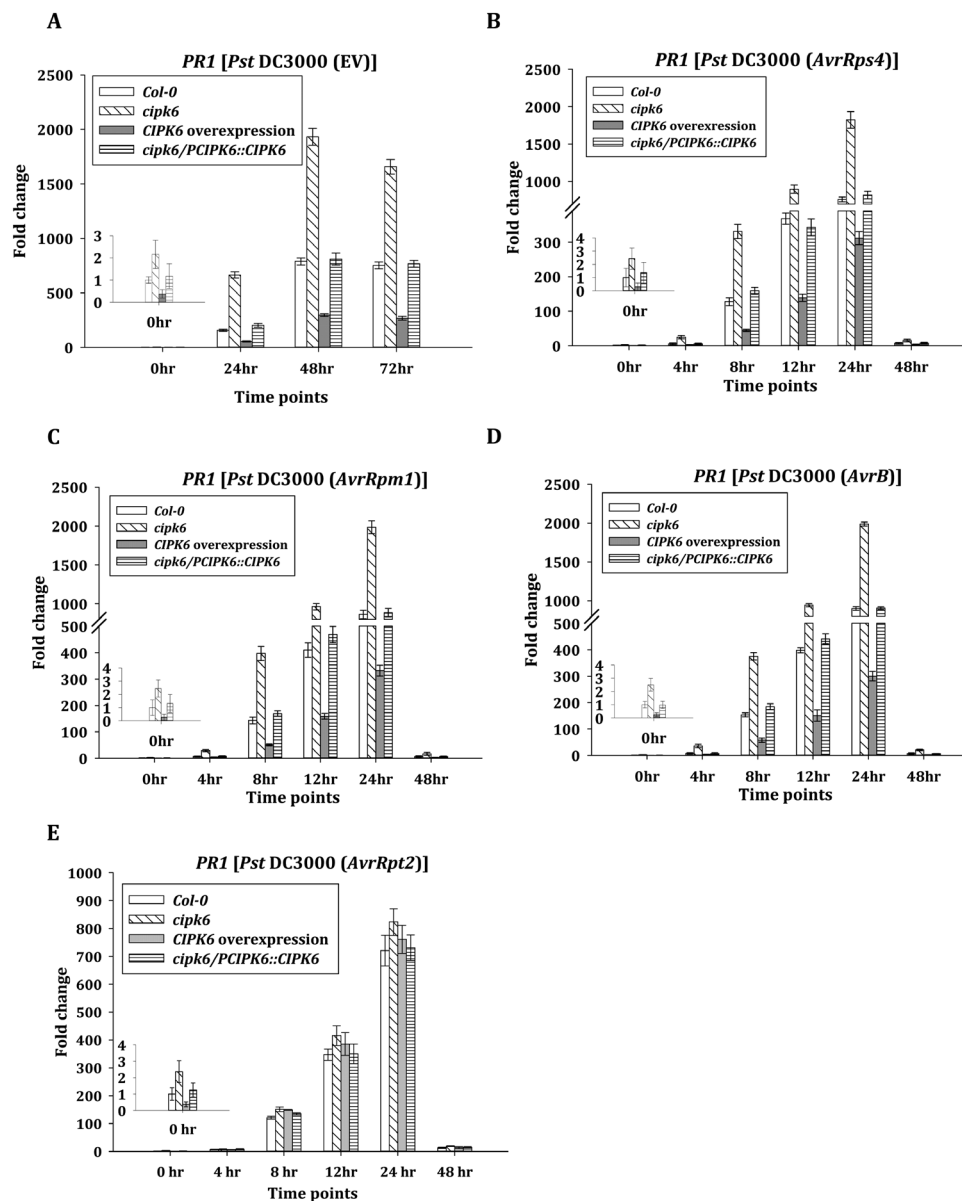 A
PR1 [Pst DC3000 (EV)]
Fold change
2500
2000
1500
1000
500
0
Col-0
cipk6
CIPK6 overexpression
cipk6/PCIPK6::CIPK6
3
2
1
0
0hr
0hr 24hr 48hr 72hr
Time points
B
PR1 [Pst DC3000 (AvrRps4)]
Fold change
2500
2000
1500
1000
300
200
100
0
Col-0
cipk6
CIPK6 overexpression
cipk6/PCIPK6::CIPK6
4
3
2
1
0
0hr
0hr 4hr 8hr 12hr 24hr 48hr
Time points
C
PR1 [Pst DC3000 (AvrRpm1)]
Fold change
2500
2000
1500
1000
500
400
300
200
100
0
Col-0
cipk6
CIPK6 overexpression
cipk6/PCIPK6::CIPK6
4
3
2
1
0
0hr
0hr 4hr 8hr 12hr 24hr 48hr
Time points
D
PR1 [Pst DC3000 (AvrB)]
Fold change
2500
2000
1500
1000
500
400
300
200
100
0
Col-0
cipk6
CIPK6 overexpression
cipk6/PCIPK6::CIPK6
4
3
2
1
0
0hr
0hr 4hr 8hr 12hr 24hr 48hr
Time points
E
PR1 [Pst DC3000 (AvrRpt2)]
Fold change
1000
900
800
700
600
500
400
300
200
100
0
Col-0
cipk6
CIPK6 overexpression
cipk6/PCIPK6::CIPK6
4
3
2
1
0
0 hr
0 hr 4 hr 8 hr 12hr 24 hr 48 hr
Time points